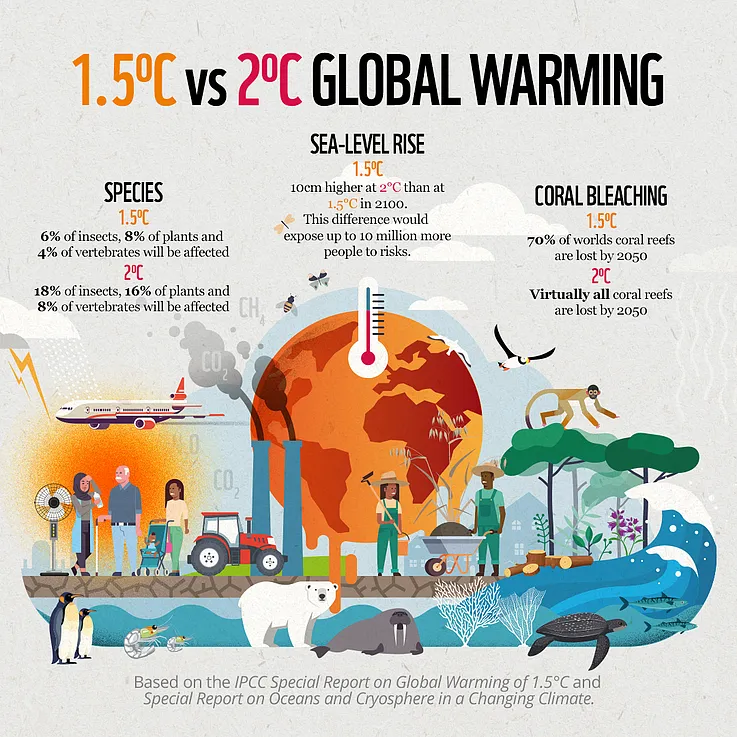 1.5ºC vs 2ºC GLOBAL WARMING
SEA-LEVEL RISE
1.5ºC
10cm higher at 2ºC than at
1.5ºC in 2100.
This difference would
expose up to 10 million more
people to risks.
SPECIES
1.5ºC
6% of insects, 8% of plants and
4% of vertebrates will be affected
2ºC
18% of insects, 16% of plants and
8% of vertebrates will be affected
CORAL BLEACHING
1.5ºC
70% of worlds coral reefs
are lost by 2050
2ºC
Virtually all coral reefs
are lost by 2050
CH4
CO2
CO2
Based on the IPCC Special Report on Global Warming of 1.5°C and
Special Report on Oceans and Cryosphere in a Changing Climate.